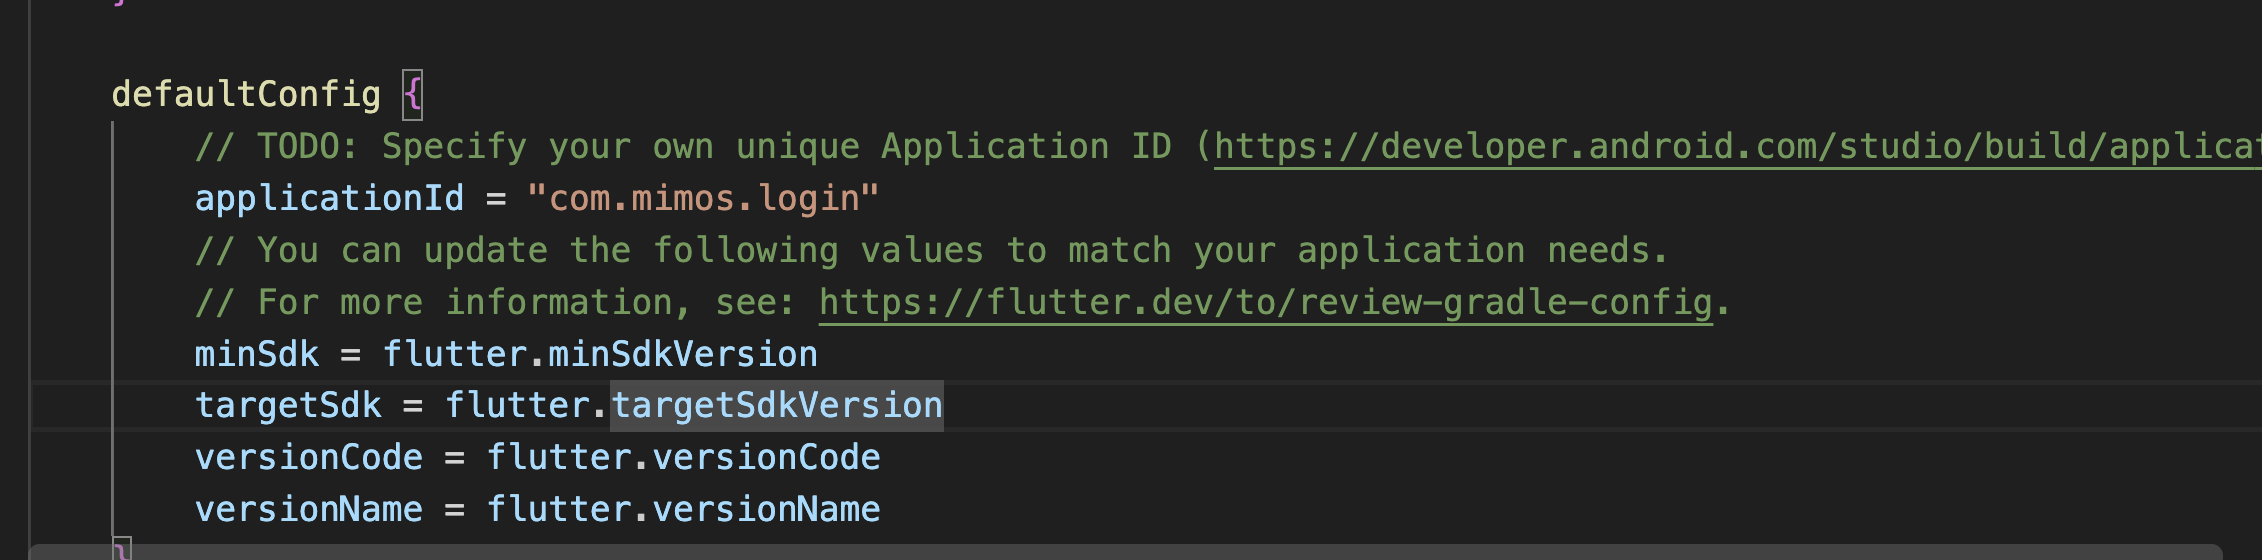 }
defaultConfig {
// TODO: Specify your own unique Application ID (https://developer.android.com/studio/build/applicat
applicationId = "com.mimos.login"
// You can update the following values to match your application needs.
// For more information, see: https://flutter.dev/to/review-gradle-config.
minSdk = flutter.minSdkVersion
targetSdk = flutter.targetSdkVersion
versionCode = flutter.versionCode
versionName = flutter.versionName
}